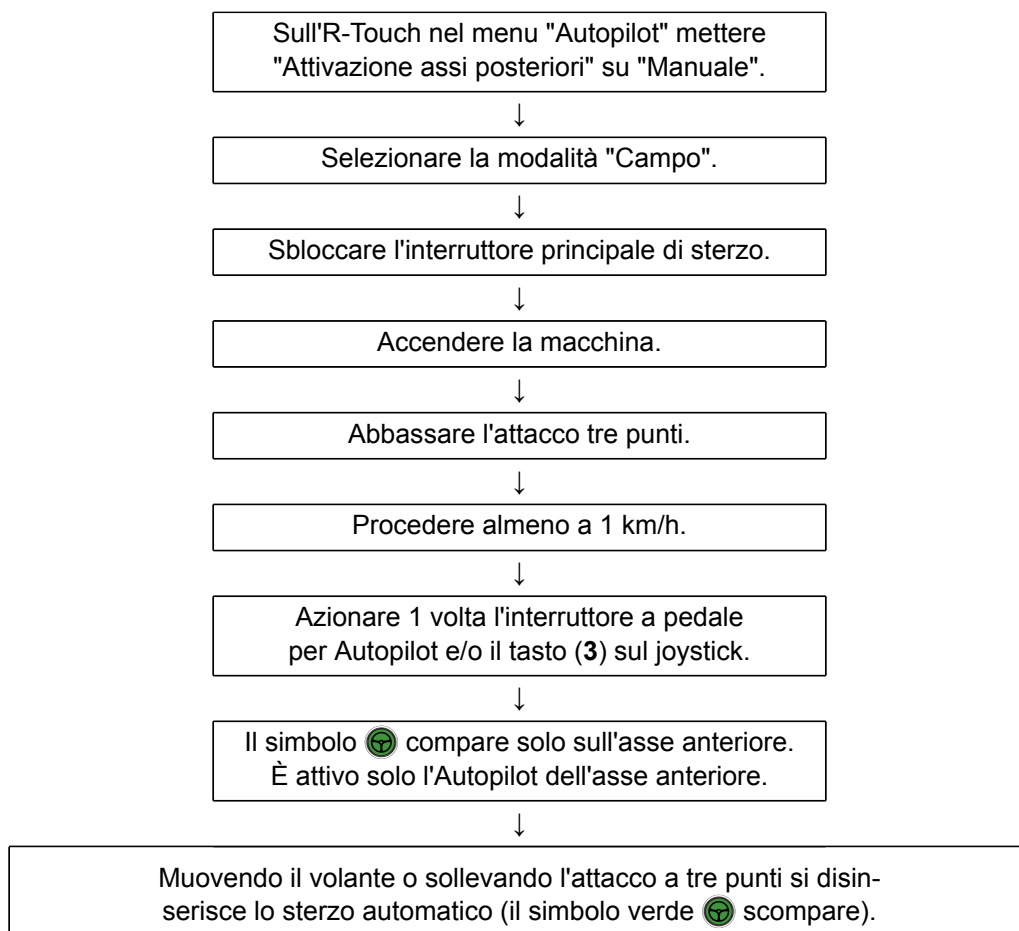 Sull'R-Touch nel menu "Autopilot" mettere
"Attivazione assi posteriori" su "Manuale".
↓
Selezionare la modalità "Campo".
↓
Sbloccare l'interruttore principale di sterzo.
↓
Accendere la macchina.
↓
Abbassare l'attacco tre punti.
↓
Procedere almeno a 1 km/h.
↓
Azionare 1 volta l'interruttore a pedale
per Autopilot e/o il tasto (3) sul joystick.
↓
Il simbolo compare solo sull'asse anteriore.
È attivo solo l'Autopilot dell'asse anteriore.
↓
Muovendo il volante o sollevando l'attacco a tre punti si disin-
serisce lo sterzo automatico (il simbolo verde scompare).